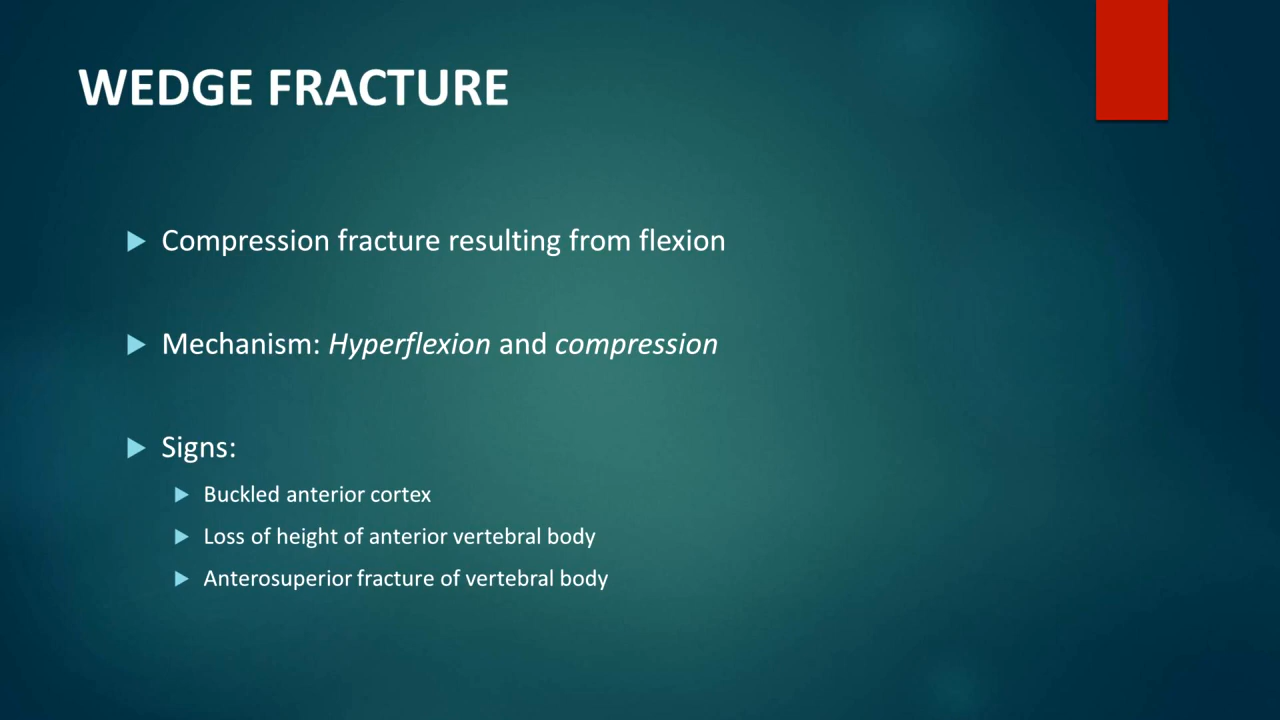 WEDGE FRACTURE
Compression fracture resulting from flexion
Mechanism: Hyperflexion and compression
Signs:
Buckled anterior cortex
Loss of height of anterior vertebral body
Anterosuperior fracture of vertebral body